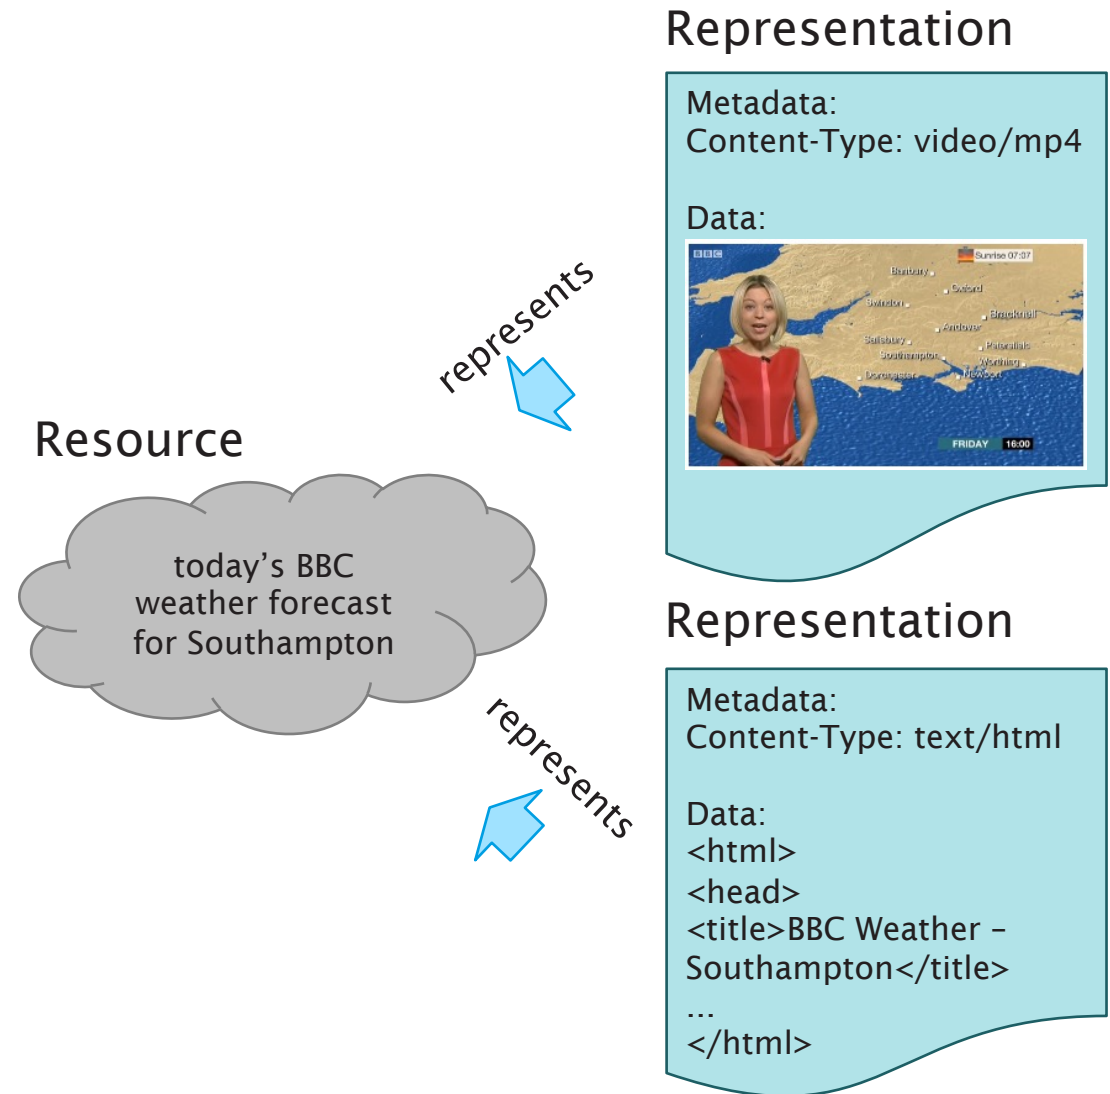 Representation
Metadata:
Content-Type: video/mp4
Data:
BBC
Sunrise 07:07
Banbury
Oxford
Swindon
Bracknell
Andover
Salisbury
Petersfield
Southampton
Worthing
Dorchester
Newport
FRIDAY 16:00
represents
Resource
today’s BBC
weather forecast
for Southampton
represents
Representation
Metadata:
Content-Type: text/html
Data:
<html>
<head>
<title>BBC Weather –
Southampton</title>
...
</html>